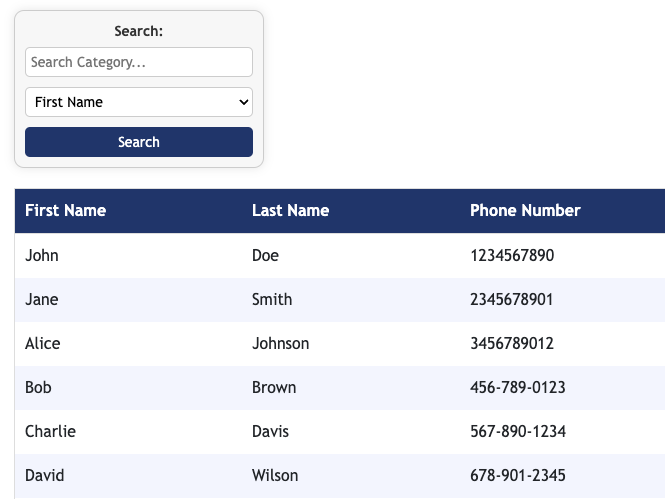 Search:
Search Category...
First Name
Search
First Name Last Name Phone Number
John Doe 1234567890
Jane Smith 2345678901
Alice Johnson 3456789012
Bob Brown 456-789-0123
Charlie Davis 567-890-1234
David Wilson 678-901-2345